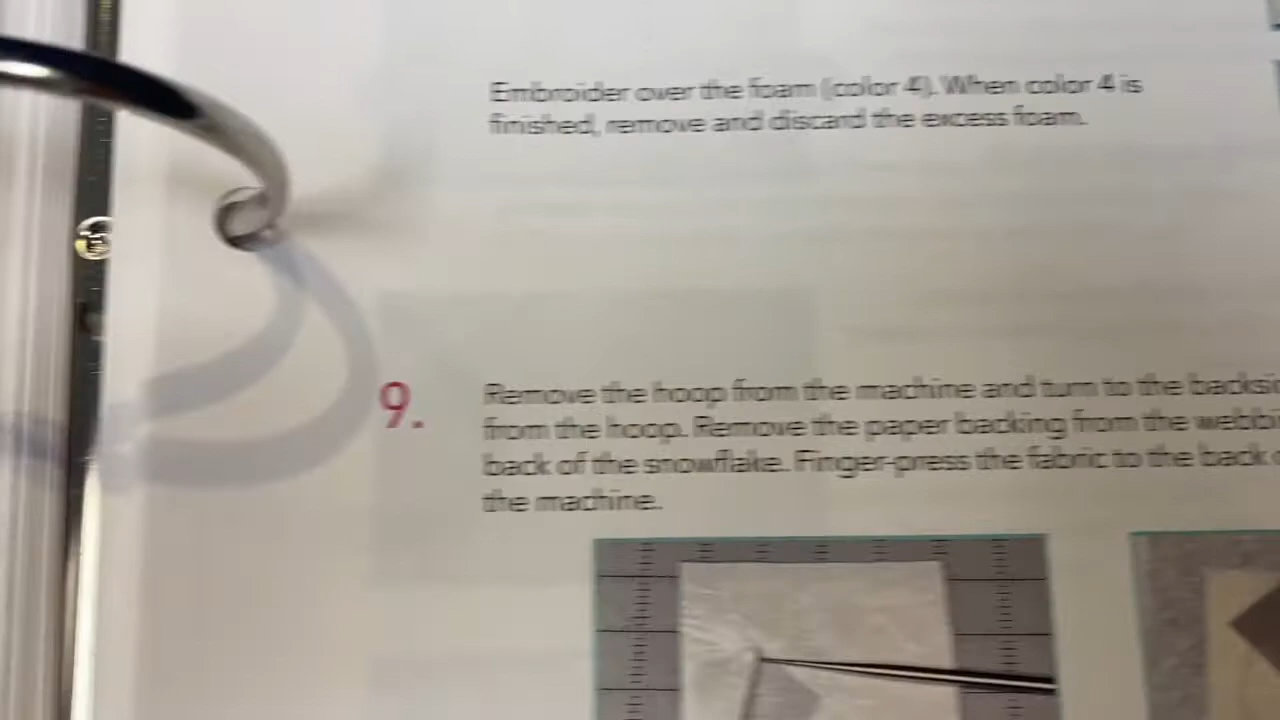 Embroider over the foam (color 4). When color 4 is
finished, remove and discard the excess foam.
9. Remove the hoop from the machine and turn to the
from the hoop. Remove the paper backing from the
back of the snowflake. Finger-press the fabric to the back
the machine.